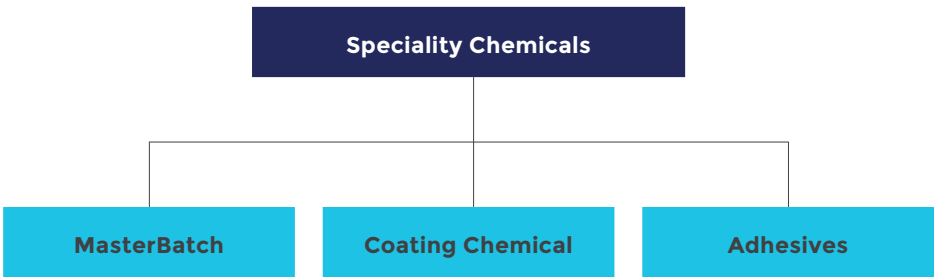 Speciality Chemicals
MasterBatch
Coating Chemical
Adhesives